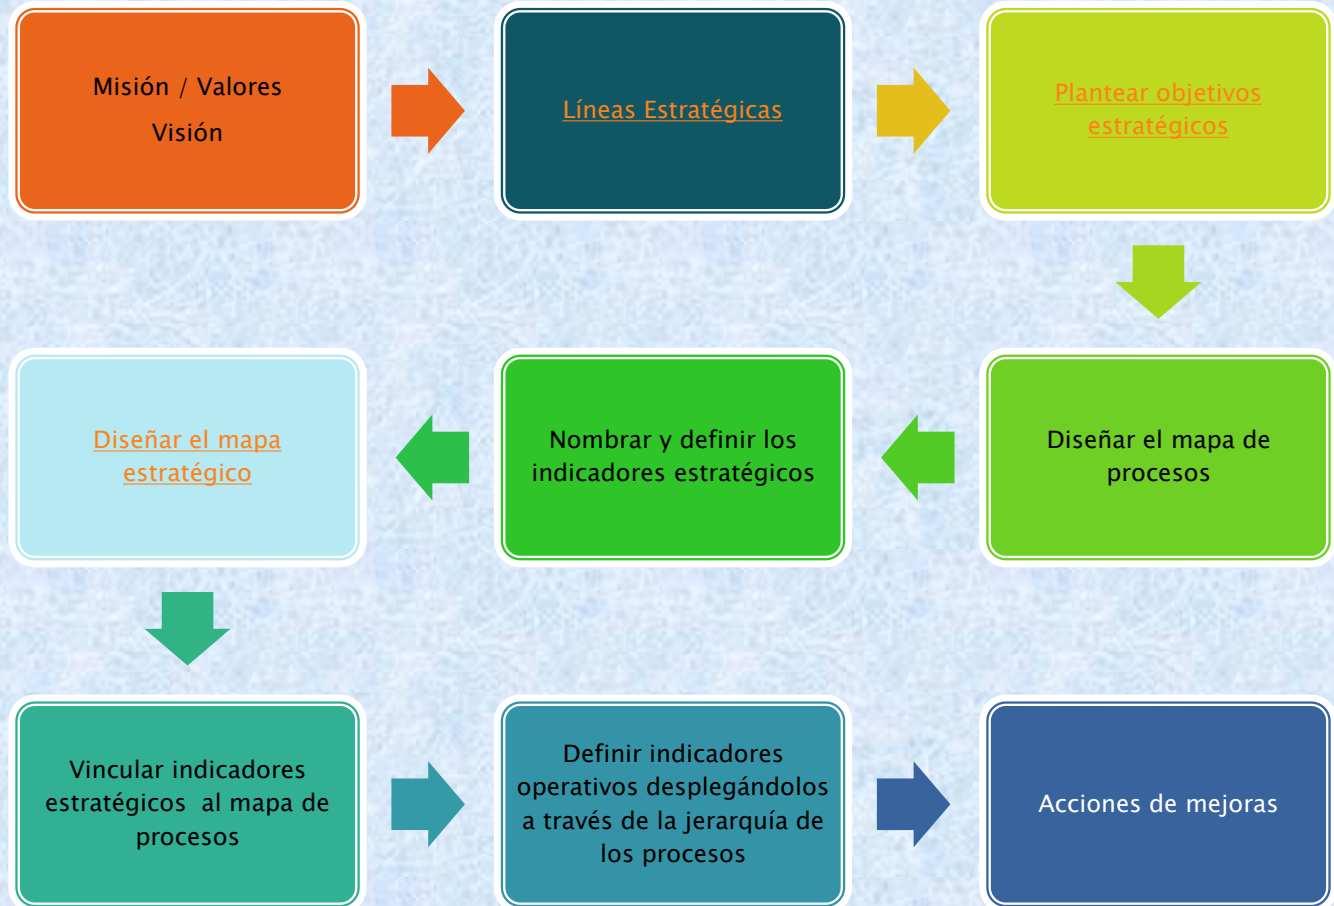 Misión / Valores
Visión
Líneas Estratégicas
Plantear objetivos
estratégicos
Diseñar el mapa de
procesos
Nombrar y definir los
indicadores estratégicos
Diseñar el mapa
estratégico
Vincular indicadores
estratégicos al mapa de
procesos
Definir indicadores
operativos desplegándolos
a través de la jerarquía de
los procesos
Acciones de mejoras